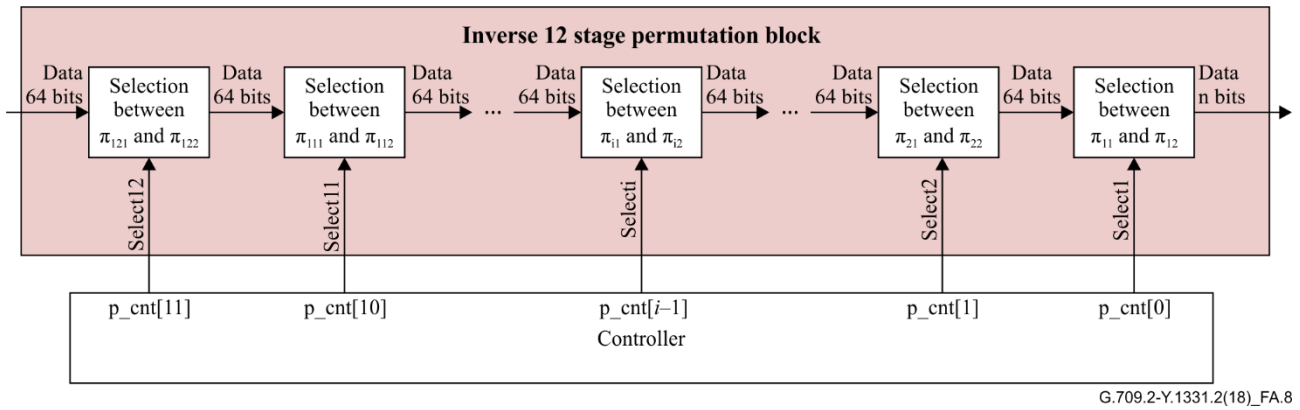 Inverse 12 stage permutation block
Data
64 bits
Selection
between
π121 and π122
Data
64 bits
Selection
between
π111 and π112
Data
64 bits
...
Data
64 bits
Selection
between
πi1 and πi2
Data
64 bits
...
Data
64 bits
Selection
between
π21 and π22
Data
64 bits
Selection
between
π11 and π12
Data
n bits
Select12
Select11
Selecti
Select2
Select1
p_cnt[11]
p_cnt[10]
p_cnt[i–1]
p_cnt[1]
p_cnt[0]
Controller
G.709.2-Y.1331.2(18)_FA.8